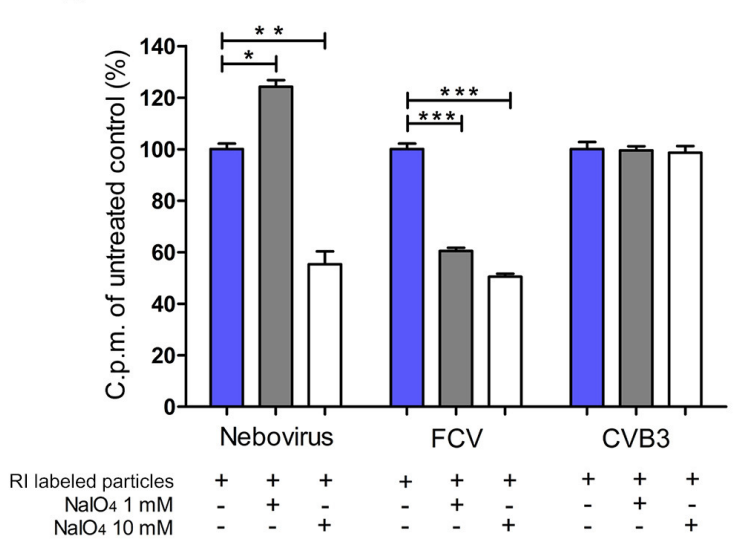 C.p.m. of untreated control (%)
140
120
100
80
60
40
20
0
* *
*
***
***
Nebovirus FCV CVB3
RI labeled particles + + + + + + + + +
NaIO4 1 mM - + - - + - - + -
NaIO4 10 mM - - + - - + - - +